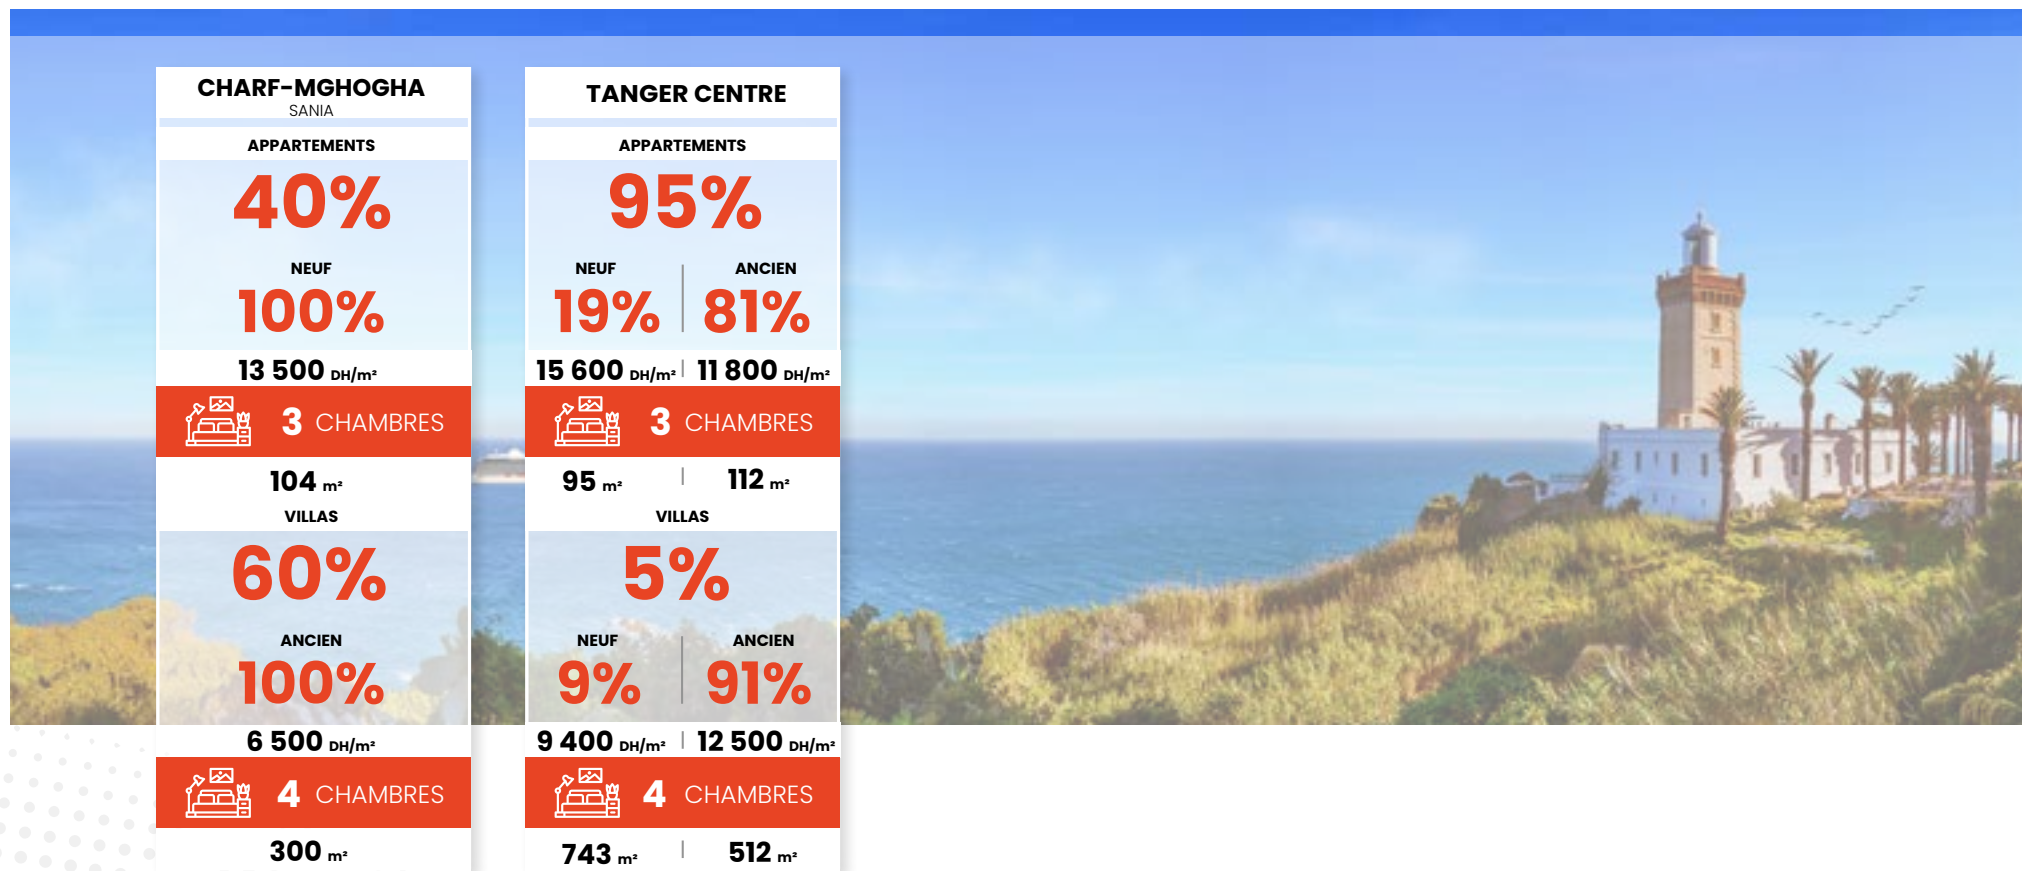 CHARF-MGHOGHA
SANIA
APPARTEMENTS
40%
NEUF
100%
13 500 DH/m²
3 CHAMBRES
104 m²
VILLAS
60%
ANCIEN
100%
6 500 DH/m²
4 CHAMBRES
300 m²
TANGER CENTRE
APPARTEMENTS
95%
NEUF ANCIEN
19% 81%
15 600 DH/m² 11 800 DH/m²
3 CHAMBRES
95 m² 112 m²
VILLAS
5%
NEUF ANCIEN
9% 91%
9 400 DH/m² 12 500 DH/m²
4 CHAMBRES
743 m² 512 m²